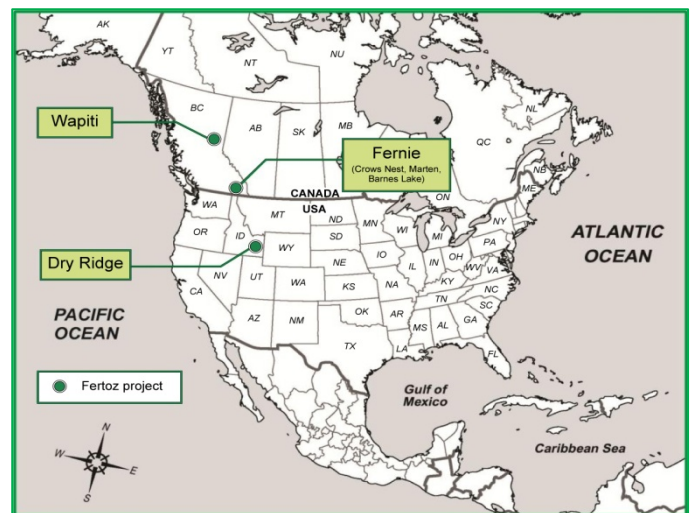 AK
YT
NT
NU
BC
AB
SK
MB
NL
QC
Wapiti
Fernie
(Crows Nest, Marten,
Barnes Lake)
ON
NB
ME
CANADA
USA
WA
MT
ND
MN
OR
ID
SD
WI
MI
NY
WY
Dry Ridge
NE
IO
IL
IN
OH
PA
NV
UT
WA
KS
NA
KY
WV
VA
CA
TN
NC
SC
AZ
NM
OK
AR
MS
AL
GA
TX
LA
FL
ATLANTIC
OCEAN
PACIFIC
OCEAN
Fertoz project
Gulf of
Mexico
Caribbean Sea
N
W
E
S